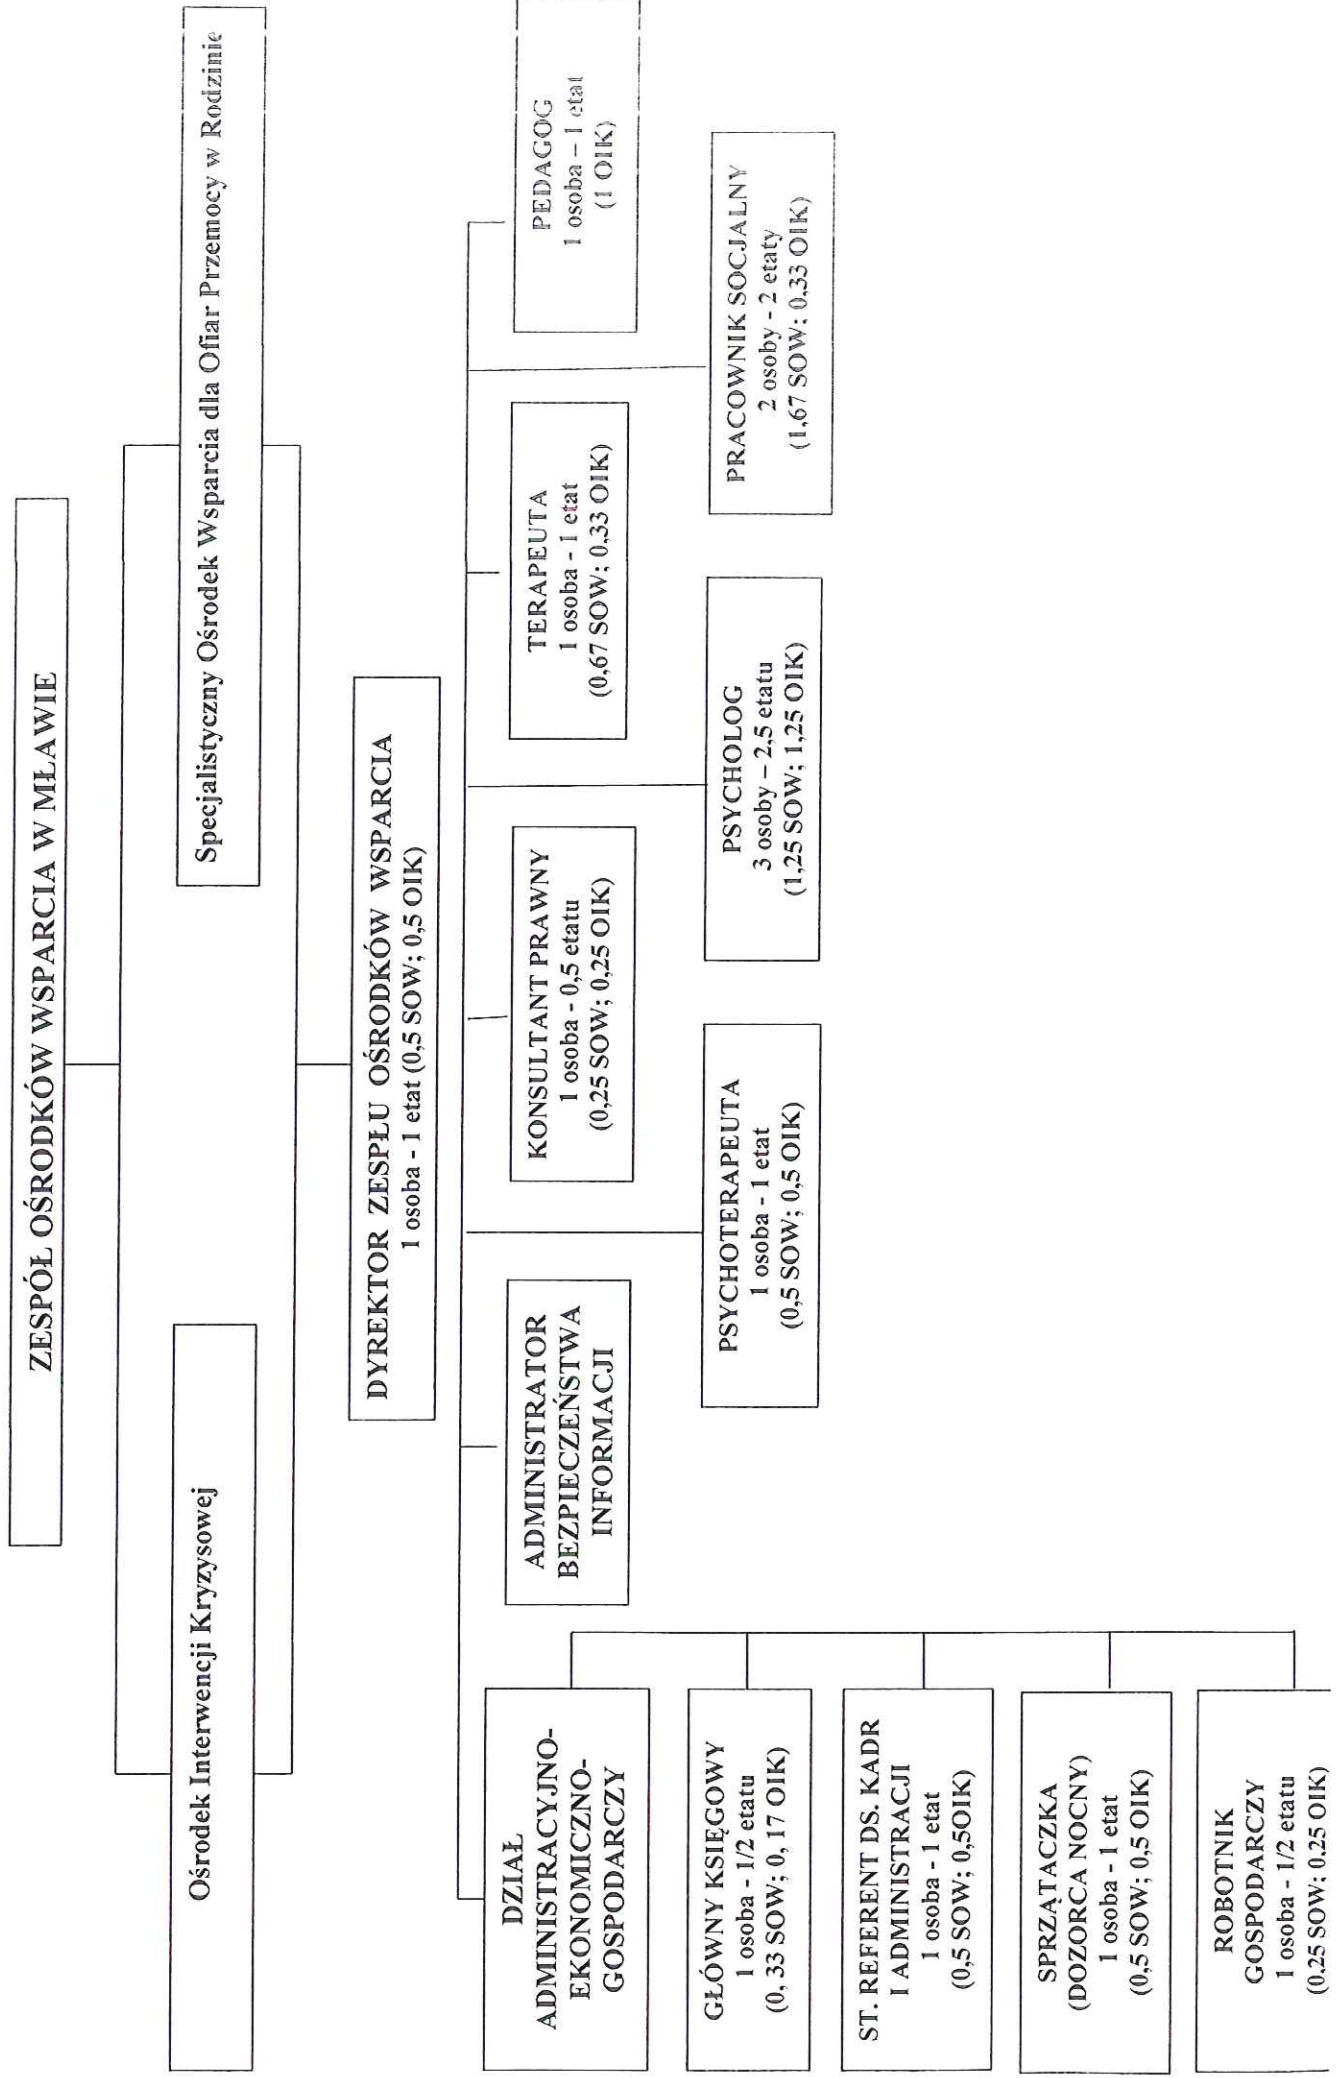 ZESPÓŁ OŚRODKÓW WSPARCIA W MŁAWIE
Ośrodek Interwencji Kryzysowej
Specjalistyczny Ośrodek Wsparcia dla Ofiar Przemocy w Rodzinie
DYREKTOR ZESPŁU OŚRODKÓW WSPARCIA
1 osoba - 1 etat (0,5 SOW; 0,5 OIK)
DZIAŁ
ADMINISTRACYJNO-
EKONOMICZNO-
GOSPODARCZY
ADMINISTRATOR
BEZPIECZEŃSTWA
INFORMACJI
KONSULTANT PRAWNY
1 osoba - 0,5 etatu
(0,25 SOW; 0,25 OIK)
TERAPEUTA
1 osoba - 1 etat
(0,67 SOW; 0,33 OIK)
PEDAGOG
1 osoba – 1 etat
(1 OIK)
GŁÓWNY KSIĘGOWY
1 osoba - 1/2 etatu
(0, 33 SOW; 0, 17 OIK)
PSYCHOTERAPEUTA
1 osoba - 1 etat
(0,5 SOW; 0,5 OIK)
PSYCHOLOG
3 osoby – 2,5 etatu
(1,25 SOW; 1,25 OIK)
PRACOWNIK SOCJALNY
2 osoby - 2 etaty
(1,67 SOW; 0,33 OIK)
ST. REFERENT DS. KADR
I ADMINISTRACJI
1 osoba - 1 etat
(0,5 SOW; 0,5OIK)
SPRZĄTACZKA
(DOZORCA NOCNY)
1 osoba - 1 etat
(0,5 SOW; 0,5 OIK)
ROBOTNIK
GOSPODARCZY
1 osoba - 1/2 etatu
(0,25 SOW; 0,25 OIK)